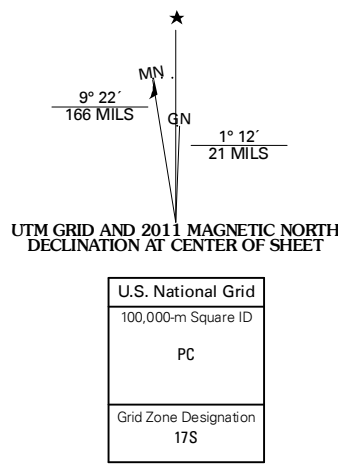 MN
GN
9° 22´
166 MILS
1° 12´
21 MILS
UTM GRID AND 2011 MAGNETIC NORTH
DECLINATION AT CENTER OF SHEET
U.S. National Grid
100,000-m Square ID
PC
Grid Zone Designation
17S